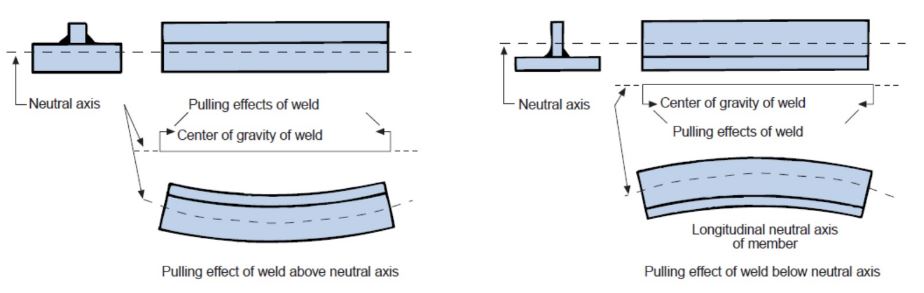 Neutral axis
Pulling effects of weld
Center of gravity of weld
Pulling effect of weld above neutral axis
Neutral axis
Center of gravity of weld
Pulling effects of weld
Longitudinal neutral axis
of member
Pulling effect of weld below neutral axis